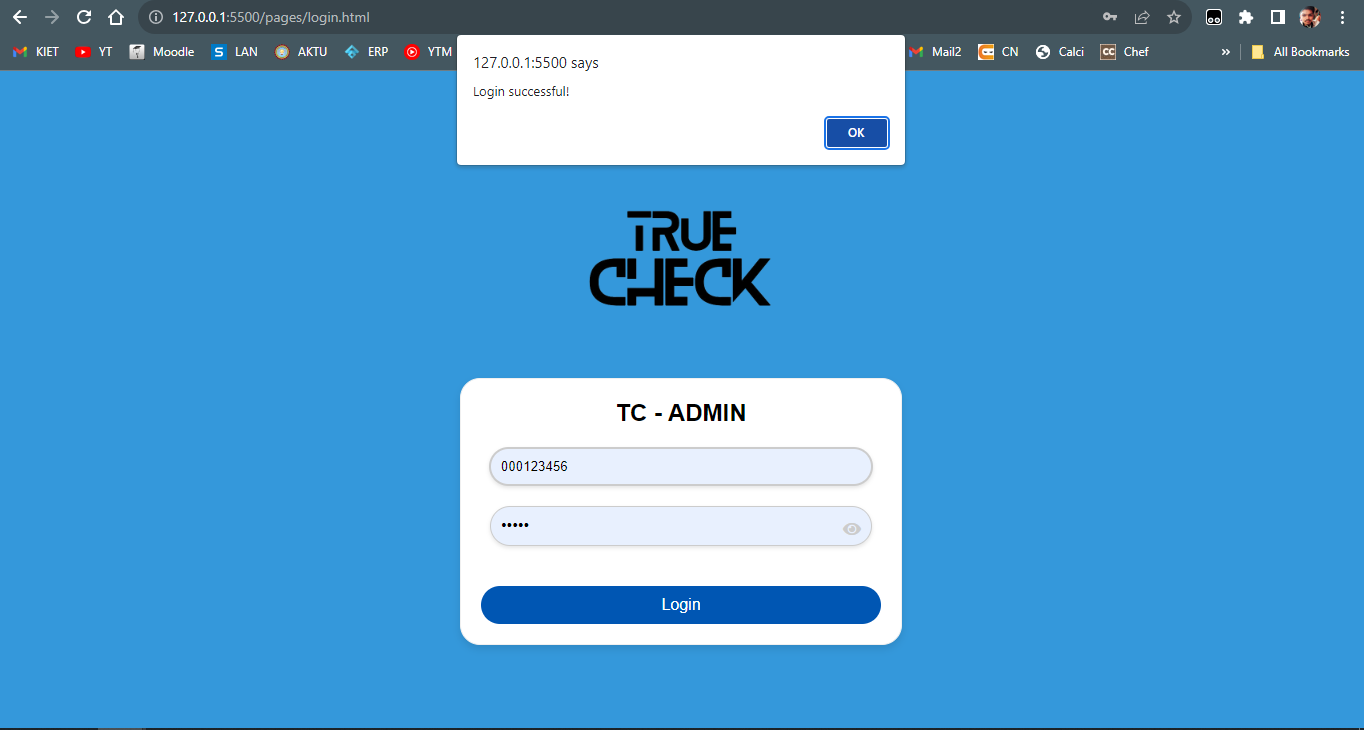 127.0.0.1:5500/pages/login.html
KIET YT Moodle S LAN AKTU ERP YTM Mail2 CN Calci CC Chef » All Bookmarks
127.0.0.1:5500 says
Login successful!
OK
TRUE
CHECK
TC - ADMIN
000123456
•••••
Login